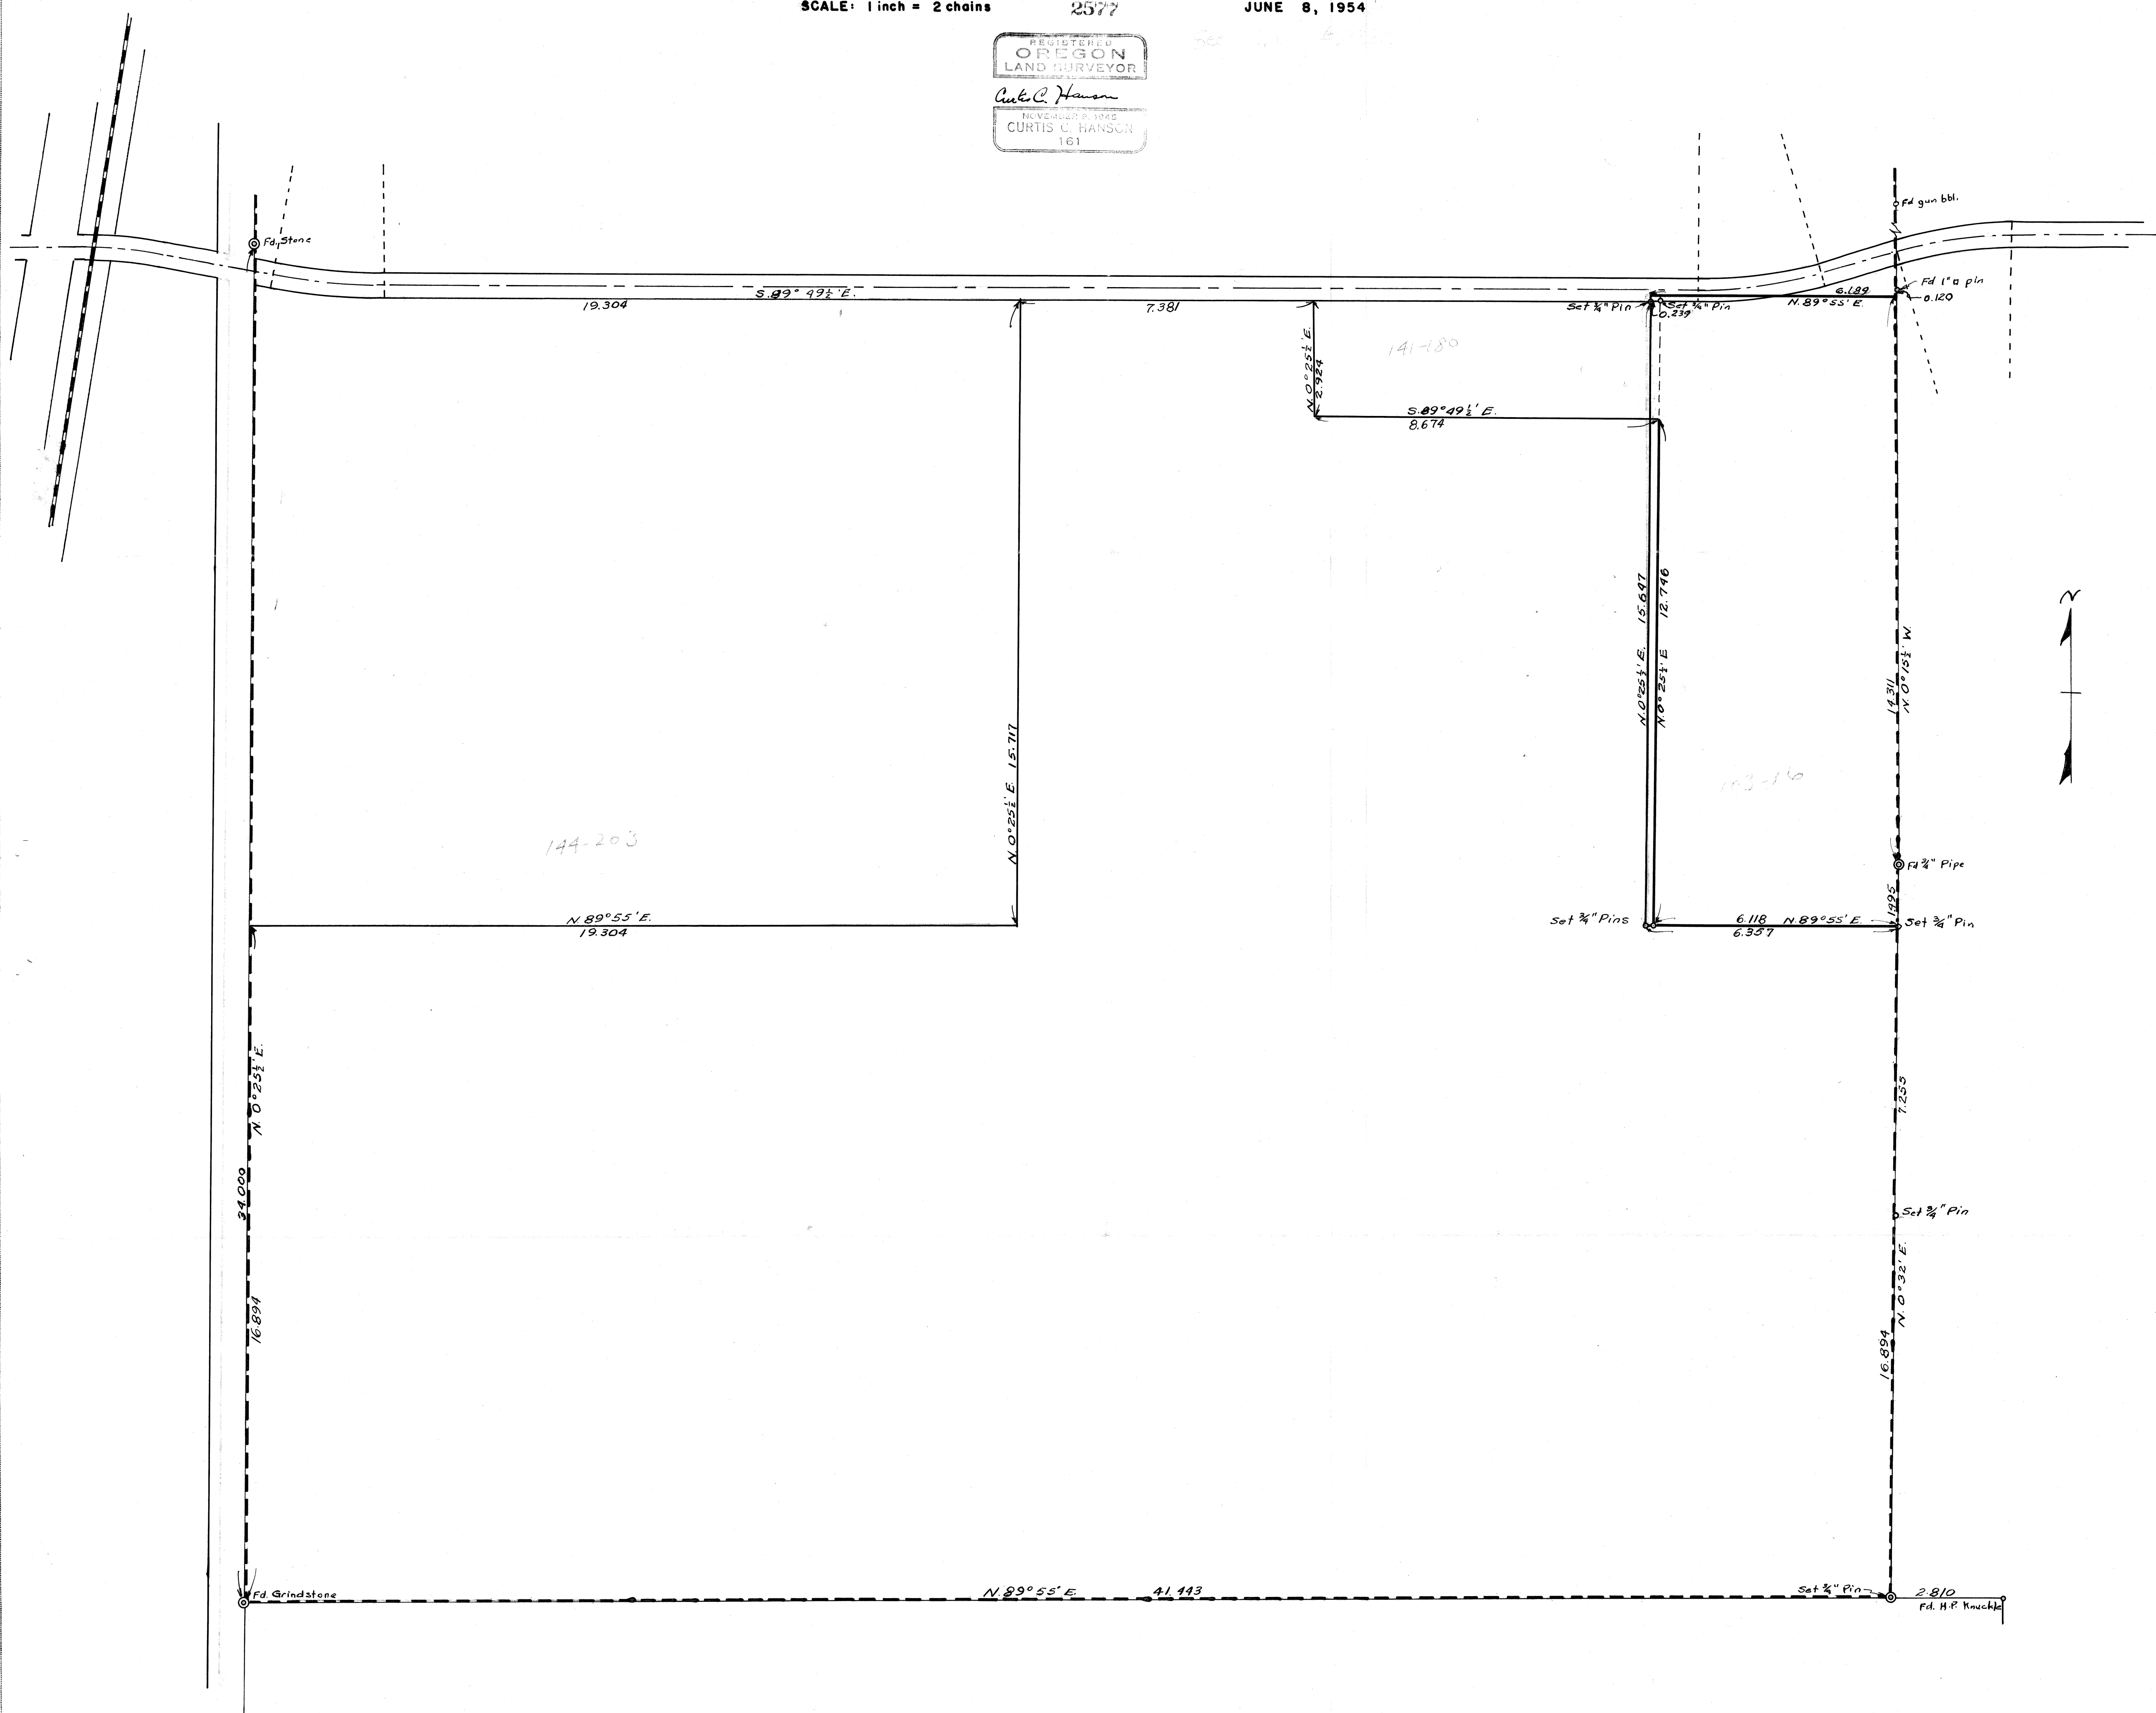 SCALE: 1 inch = 2 chains
2577
JUNE 8, 1954
REGISTERED
OREGON
LAND SURVEYOR
Curtis C. Hanson
NOVEMBER 9, 1945
CURTIS C. HANSON
161
Fd. Stone
Fd gun bbl.
Fd 1" □ pin
0.120
S.89° 49½' E.
19.304
7.381
Set ¾" Pin
Set ¾" Pin
0.239
6.189
N.89°55' E.
141-180
N.0°25½' E.
2.924
S.89°49½' E.
8.674
N.0°25½' E. 15.647
N.0°25½' E 12.746
14.311
N.0°15½' W.
N
N.0°25½' E. 15.717
144-203
Fd ¾" Pipe
1.495
N.89°55' E.
19.304
Set ¾" Pins
6.118 N.89°55' E.
6.357
Set ¾" Pin
N.0°25½' E.
7.255
34.000
Set ¾" Pin
N.0°32' E.
16.894
16.894
Fd. Grindstone
N.89°55' E. 41.443
Set ¾" Pin
2.810
Fd. H.P. Knuckle